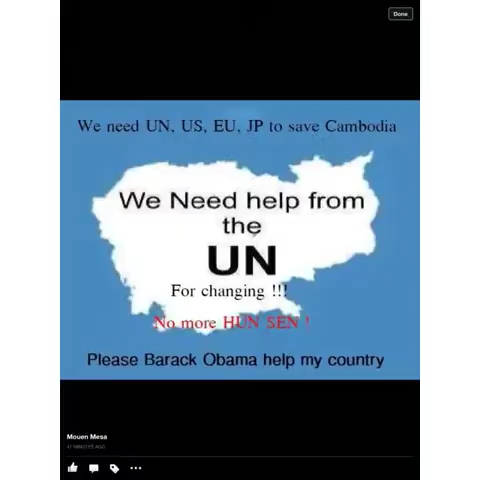 Done
We need UN, US, EU, JP to save Cambodia
We Need help from
the
UN
For changing !!!
No more HUN SEN !
Please Barack Obama help my country
Mouen Mesa